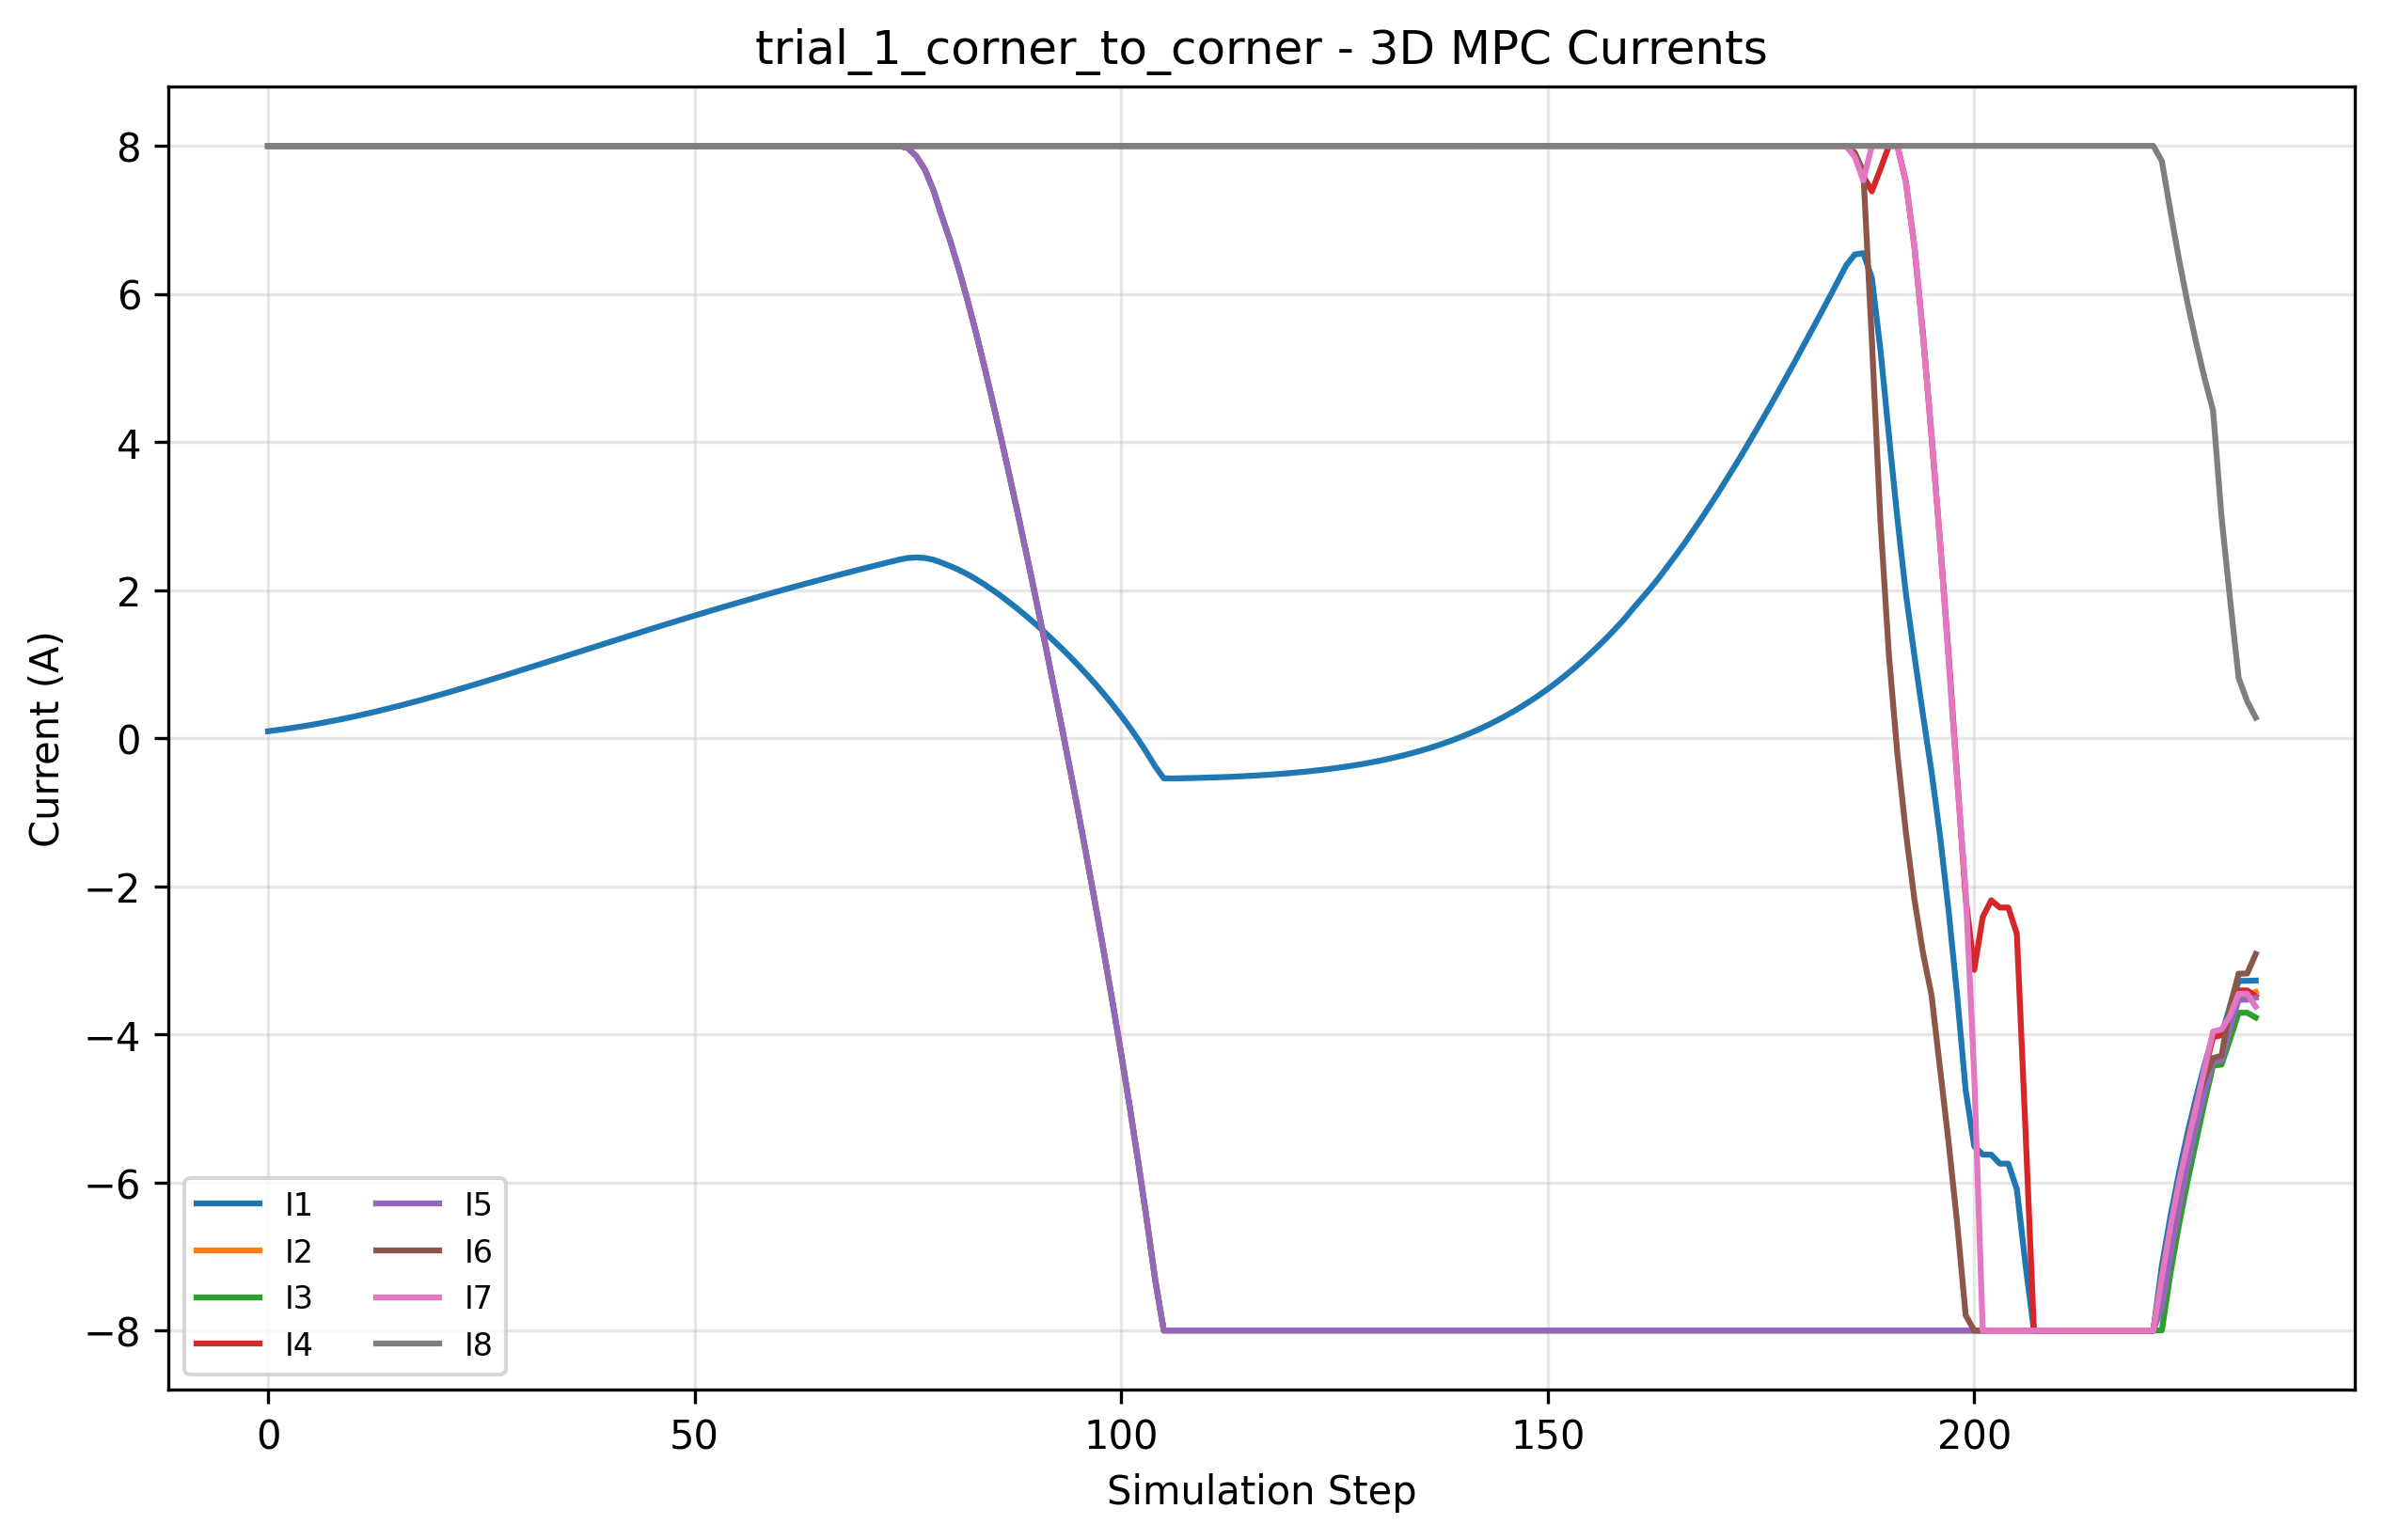 trial_1_corner_to_corner - 3D MPC Currents
Current (A)
8
6
4
2
0
−2
−4
−6
−8
I1
I2
I3
I4
I5
I6
I7
I8
0
50
100
150
200
Simulation Step